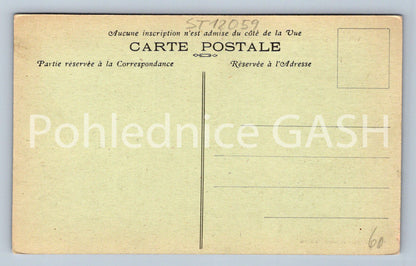 ST12059
Aucune inscription n'est admise du côté de la Vue
CARTE POSTALE
Partie réservée à la Correspondance
Réservée à l'Adresse
Pohlednice GASH
60